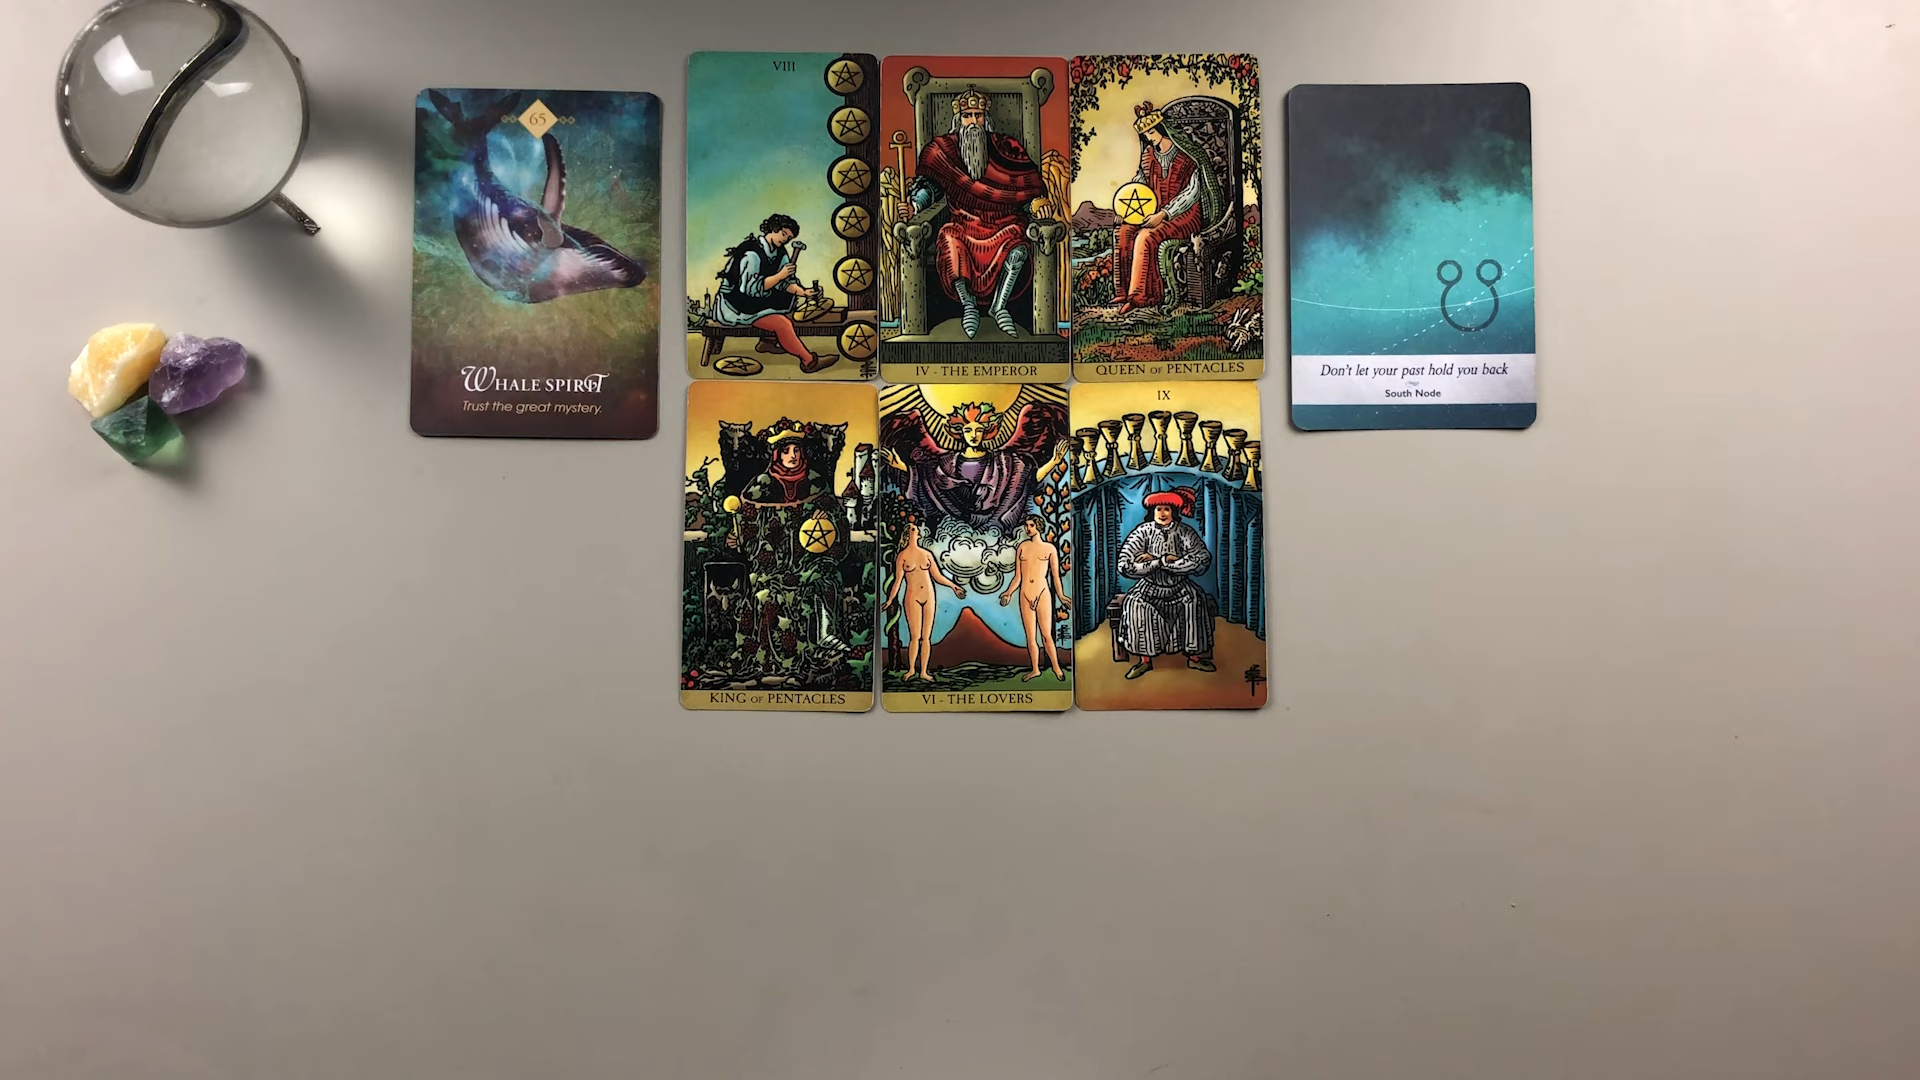 65
WHALE SPIRIT
Trust the great mystery.
VIII
IV - THE EMPEROR
QUEEN OF PENTACLES
KING OF PENTACLES
VI - THE LOVERS
IX
Don't let your past hold you back
South Node